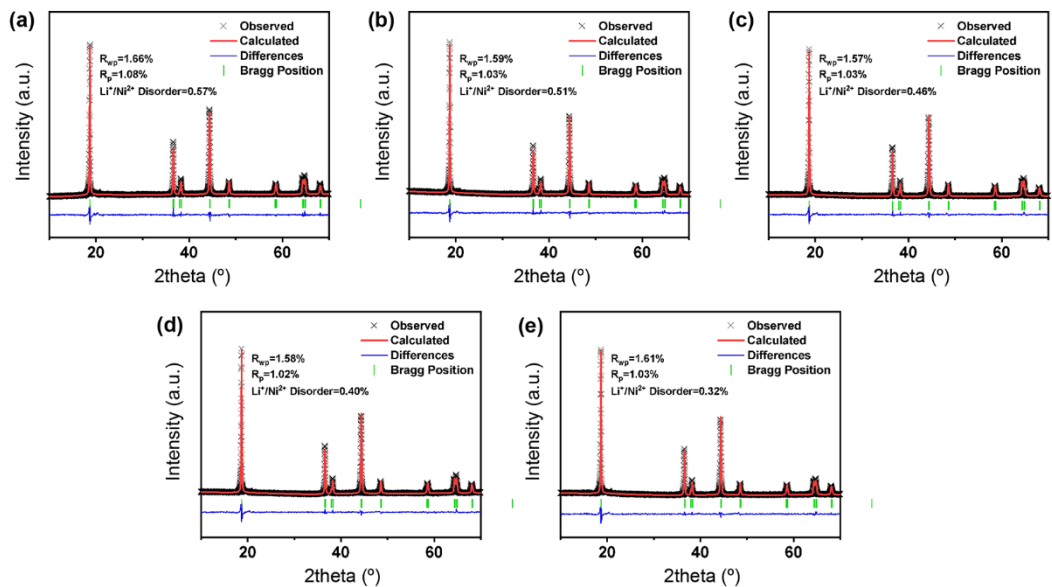 (a)
Observed
Calculated
Differences
Bragg Position
Rwp=1.66%
Rp=1.08%
Li⁺/Ni²⁺ Disorder=0.57%
Intensity (a.u.)
20 40 60
2theta (º)
(b)
Observed
Calculated
Differences
Bragg Position
Rwp=1.59%
Rp=1.03%
Li⁺/Ni²⁺ Disorder=0.51%
Intensity (a.u.)
20 40 60
2theta (º)
(c)
Observed
Calculated
Differences
Bragg Position
Rwp=1.57%
Rp=1.03%
Li⁺/Ni²⁺ Disorder=0.46%
Intensity (a.u.)
20 40 60
2theta (º)
(d)
Observed
Calculated
Differences
Bragg Position
Rwp=1.58%
Rp=1.02%
Li⁺/Ni²⁺ Disorder=0.40%
Intensity (a.u.)
20 40 60
2theta (º)
(e)
Observed
Calculated
Differences
Bragg Position
Rwp=1.61%
Rp=1.03%
Li⁺/Ni²⁺ Disorder=0.32%
Intensity (a.u.)
20 40 60
2theta (º)